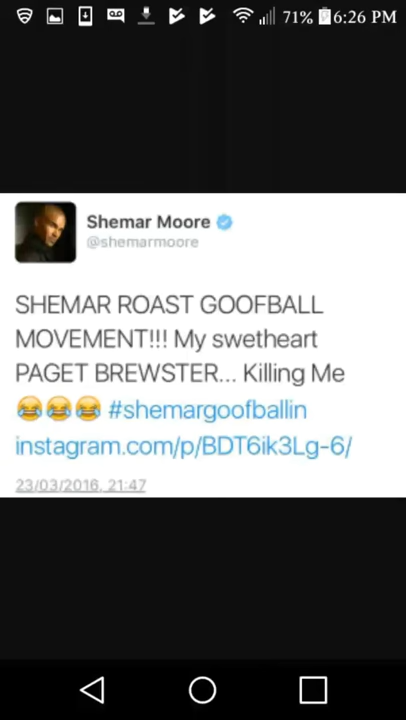 71% 6:26 PM
Shemar Moore
@shemarmoore
SHEMAR ROAST GOOFBALL
MOVEMENT!!! My swetheart
PAGET BREWSTER... Killing Me
😂😂😂 #shemargoofballin
instagram.com/p/BDT6ik3Lg-6/
23/03/2016, 21:47